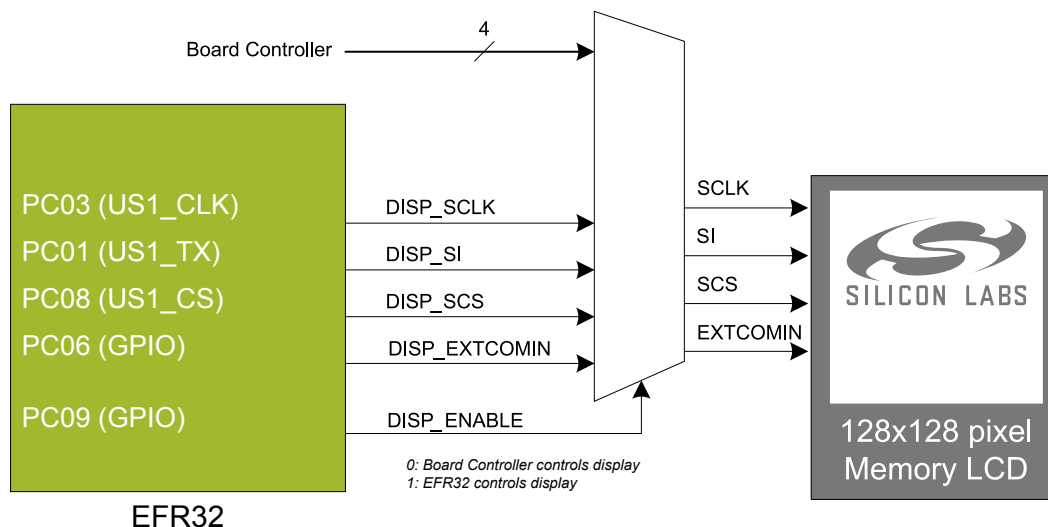 4
Board Controller
PC03 (US1_CLK)
PC01 (US1_TX)
PC08 (US1_CS)
PC06 (GPIO)
PC09 (GPIO)
EFR32
DISP_SCLK
DISP_SI
DISP_SCS
DISP_EXTCOMIN
DISP_ENABLE
0: Board Controller controls display
1: EFR32 controls display
SCLK
SI
SCS
EXTCOMIN
SILICON LABS
128x128 pixel
Memory LCD